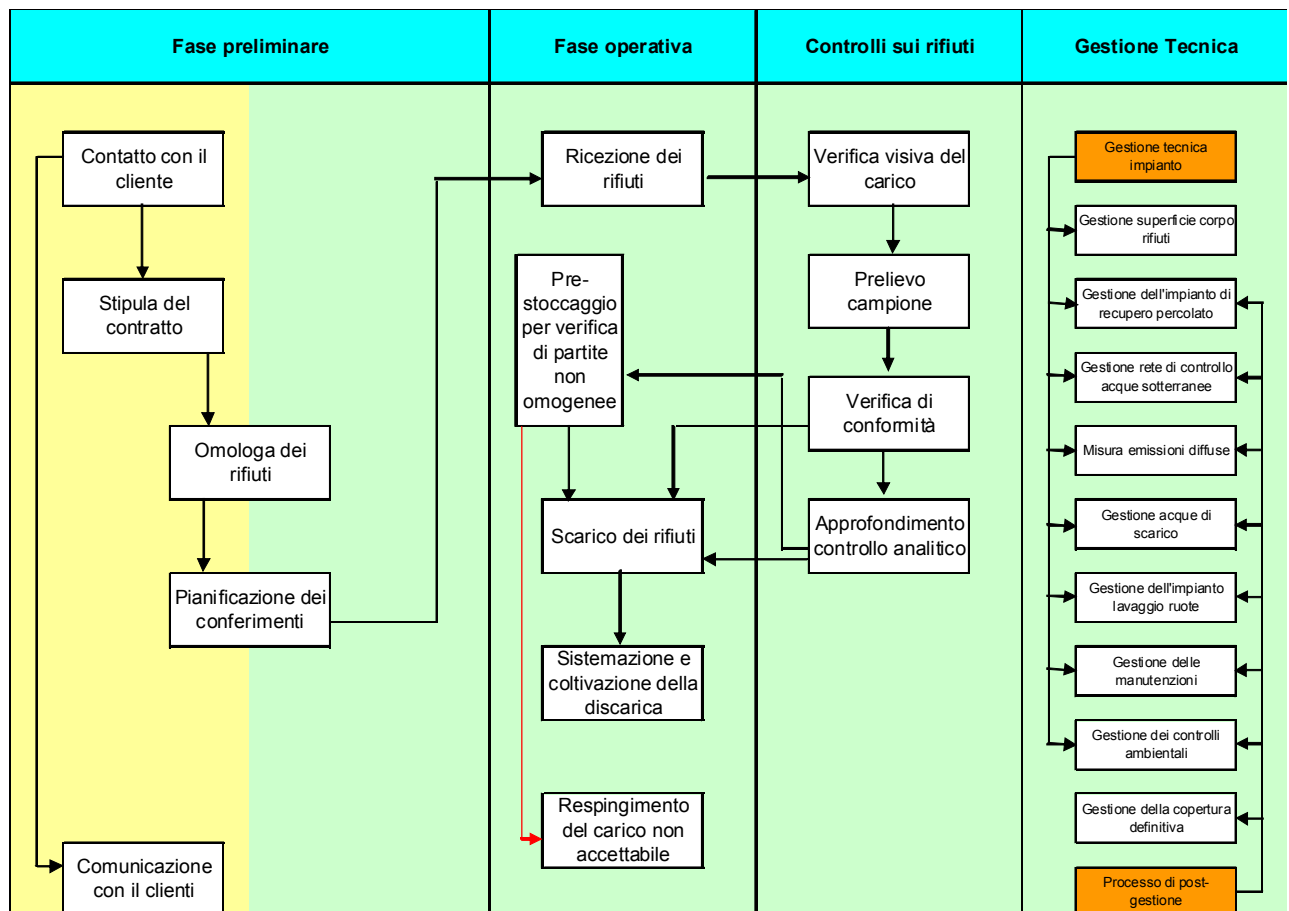 Fase preliminare
Fase operativa
Controlli sui rifiuti
Gestione Tecnica
Contatto con il
cliente
Stipula del
contratto
Omologa dei
rifiuti
Pianificazione dei
conferimenti
Comunicazione
con il clienti
Ricezione dei
rifiuti
Pre-
stoccaggio
per verifica
di partite
non
omogenee
Scarico dei rifiuti
Sistemazione e
coltivazione della
discarica
Respingimento
del carico non
accettabile
Verifica visiva del
carico
Prelievo
campione
Verifica di
conformità
Approfondimento
controllo analitico
Gestione tecnica
impianto
Gestione superficie corpo
rifiuti
Gestione dell'impianto di
recupero percolato
Gestione rete di controllo
acque sotterranee
Misura emissioni diffuse
Gestione acque di
scarico
Gestione dell'impianto
lavaggio ruote
Gestione delle
manutenzioni
Gestione dei controlli
ambientali
Gestione della copertura
definitiva
Processo di post-
gestione